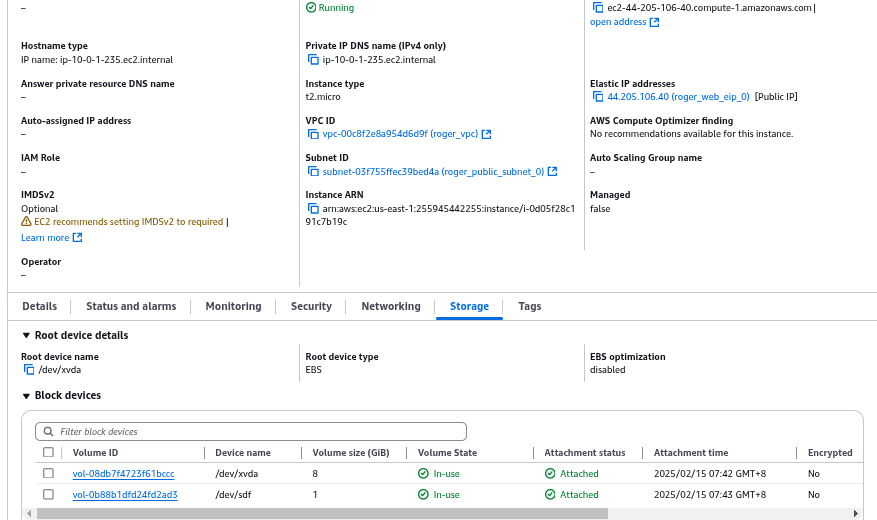 –
Running
ec2-44-205-106-40.compute-1.amazonaws.com |
open address
Hostname type
IP name: ip-10-0-1-235.ec2.internal
Private IP DNS name (IPv4 only)
ip-10-0-1-235.ec2.internal
Answer private resource DNS name
–
Instance type
t2.micro
Elastic IP addresses
44.205.106.40 (roger_web_eip_0) [Public IP]
Auto-assigned IP address
–
VPC ID
vpc-00c8f2e8a954d6d9f (roger_vpc)
AWS Compute Optimizer finding
No recommendations available for this instance.
IAM Role
–
Subnet ID
subnet-03f755ffec39bed4a (roger_public_subnet_0)
Auto Scaling Group name
–
IMDSv2
Optional
EC2 recommends setting IMDSv2 to required |
Learn more
Instance ARN
arn:aws:ec2:us-east-1:255945442255:instance/i-0d05f28c1
91c7b19c
Managed
false
Operator
–
Details Status and alarms Monitoring Security Networking Storage Tags
Root device details
Root device name
/dev/xvda
Root device type
EBS
EBS optimization
disabled
Block devices
Filter block devices
Volume ID Device name Volume size (GiB) Volume State Attachment status Attachment time Encrypted
vol-08db7f4723f61bccc /dev/xvda 8 In-use Attached 2025/02/15 07:42 GMT+8 No
vol-0b88b1dfd24fd2ad3 /dev/sdf 1 In-use Attached 2025/02/15 07:43 GMT+8 No